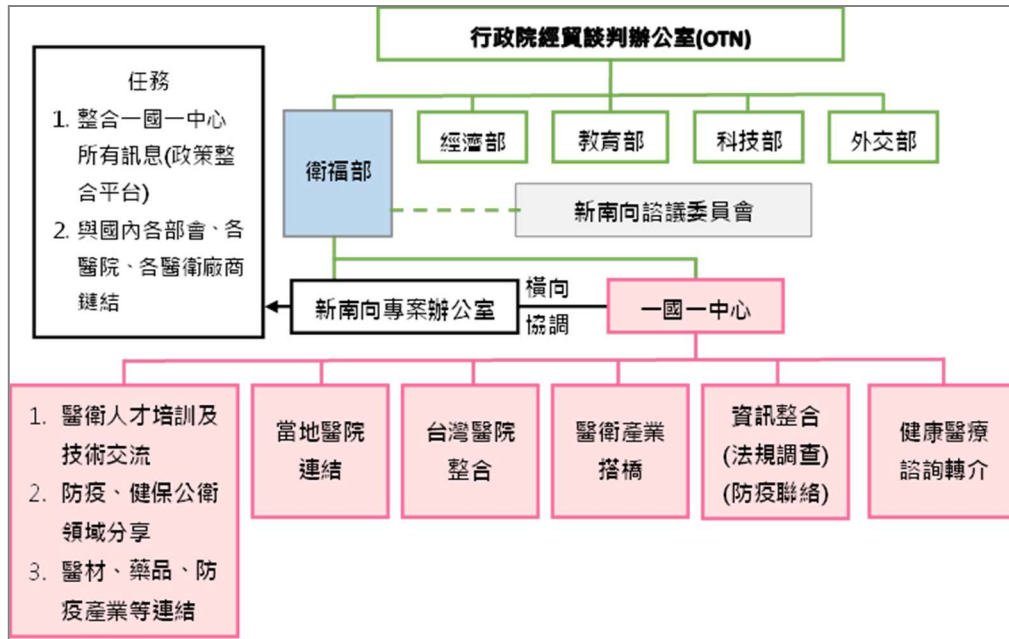 行政院經貿談判辦公室(OTN)
任務
1. 整合一國一中心
所有訊息(政策整
合平台)
2. 與國內各部會、各
醫院、各醫衛廠商
鏈結
衛福部
經濟部
教育部
科技部
外交部
新南向諮議委員會
新南向專案辦公室
橫向
協調
一國一中心
1. 醫衛人才培訓及
技術交流
2. 防疫、健保公衛
領域分享
3. 醫材、藥品、防
疫產業等連結
當地醫院
連結
台灣醫院
整合
醫衛產業
搭橋
資訊整合
(法規調查)
(防疫聯絡)
健康醫療
諮詢轉介